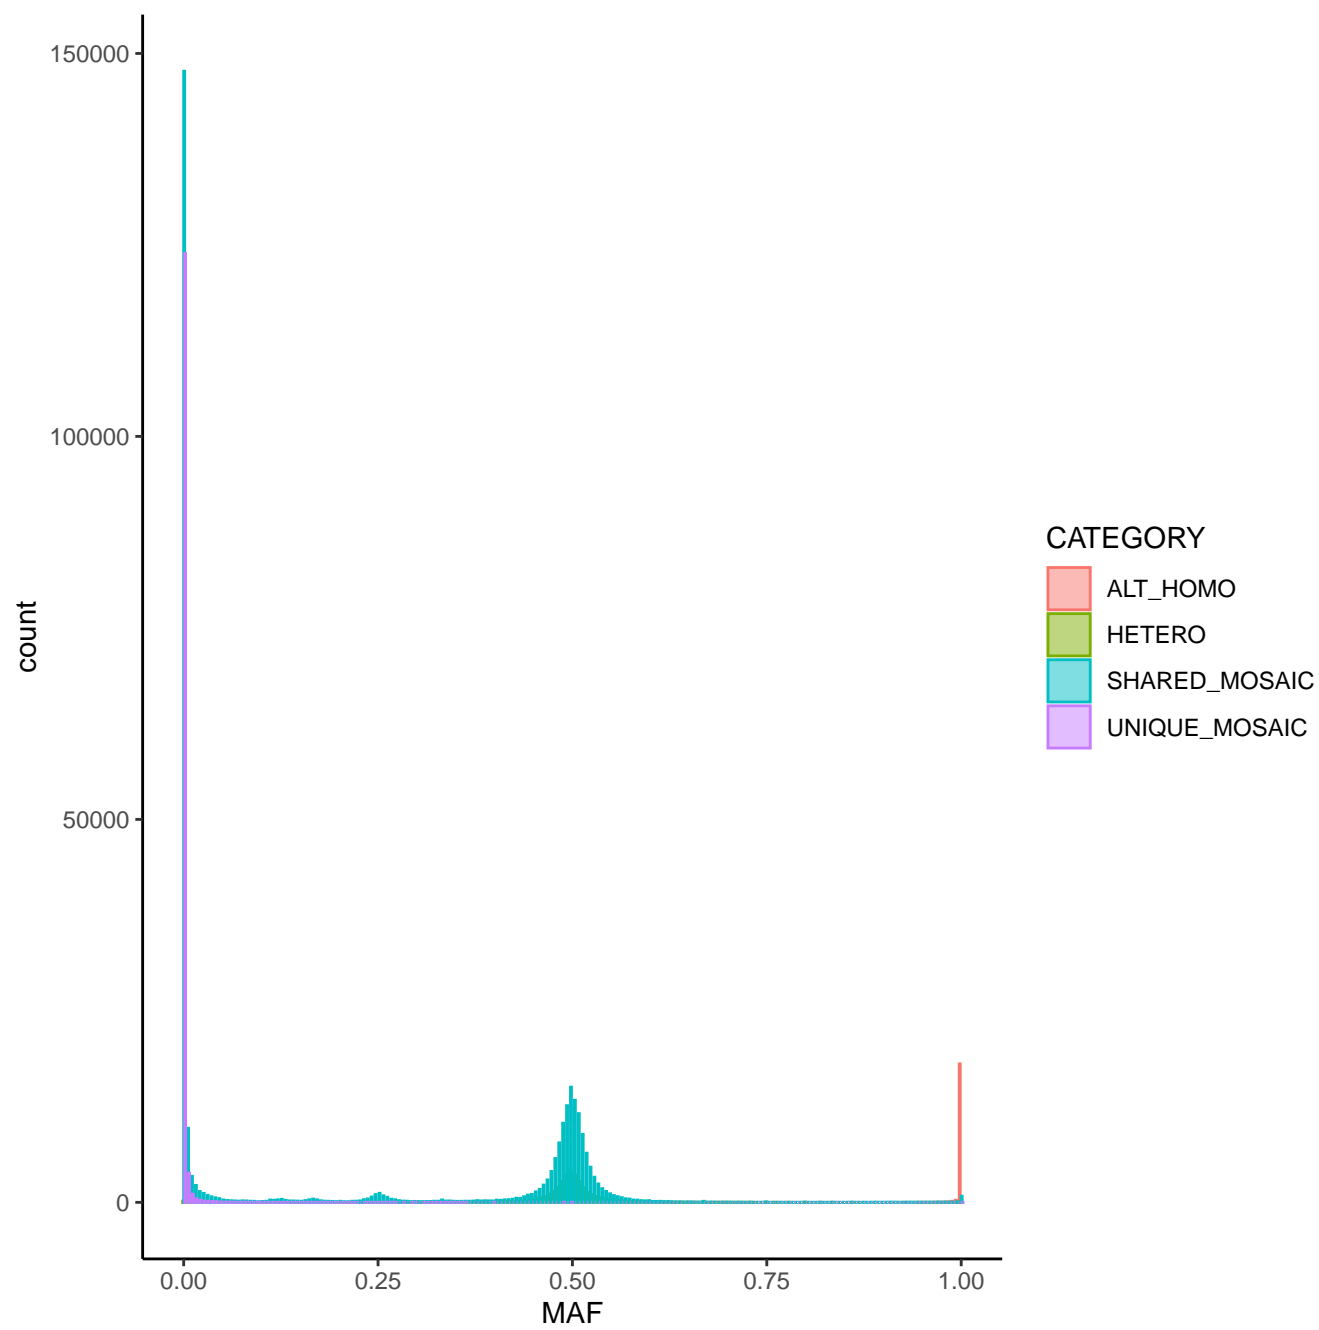 150000
100000
50000
0
count
0.00 0.25 0.50 0.75 1.00
MAF
CATEGORY
ALT_HOMO
HETERO
SHARED_MOSAIC
UNIQUE_MOSAIC